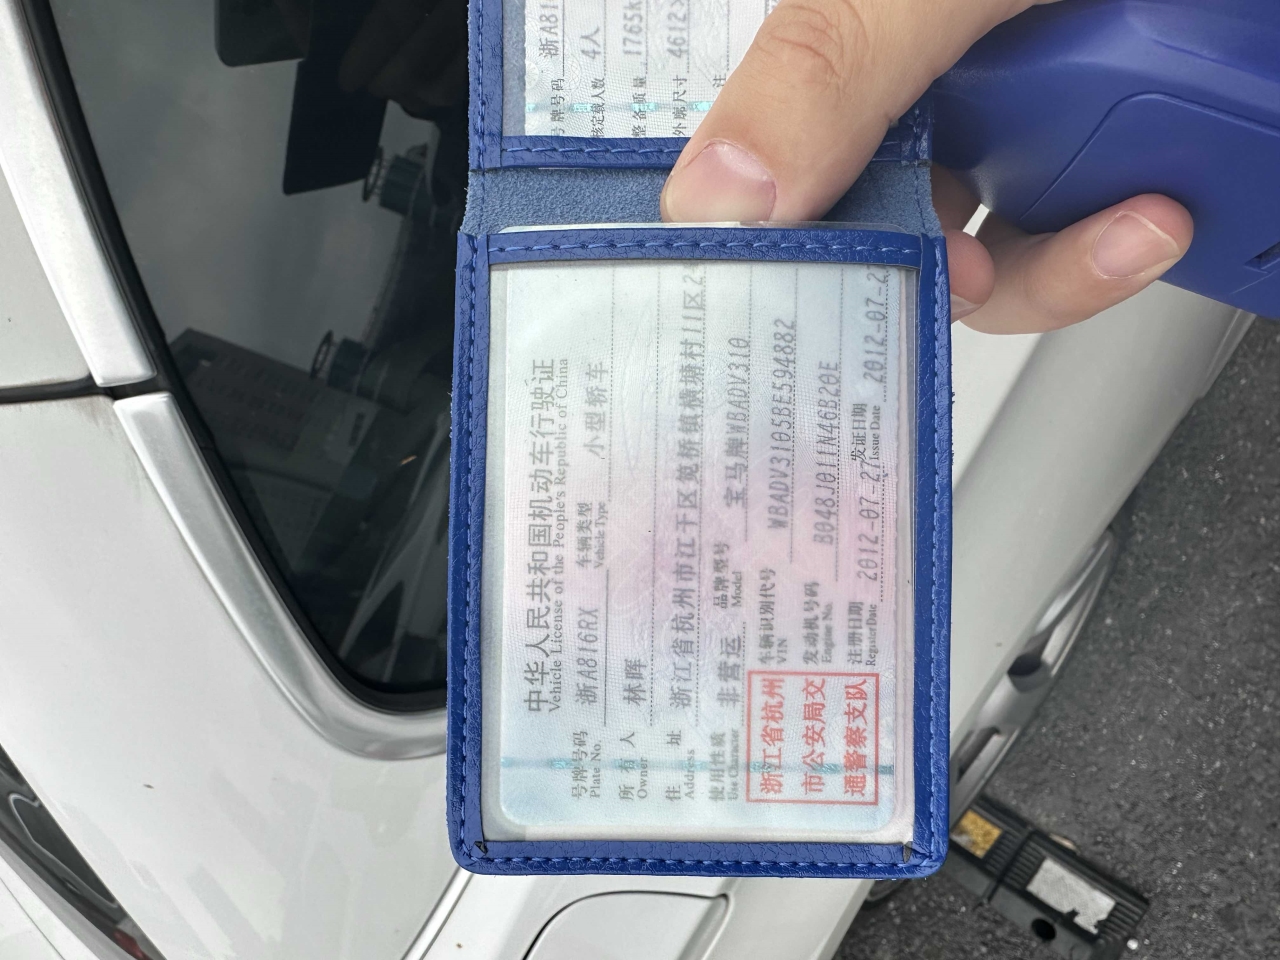 中华人民共和国机动车行驶证
Vehicle License of the People's Republic of China
号牌号码 浙A816RX 车辆类型 小型轿车
Plate No. Vehicle Type
所有人 林晖
Owner
住址 浙江省杭州市江干区笕桥镇横塘村11区2
Address
使用性质 非营运 品牌型号 宝马牌WBADV310
Use Character Model
浙江省杭州市公安局交通警察支队
车辆识别代号 WBADV3105BE594882
VIN
发动机号码 B048J011N46B20E
Engine No.
注册日期 2012-07-27 发证日期 2012-07-2
Register Date Issue Date
号牌号码 浙A81
核定载人数 4人
整备质量 1765k
外廓尺寸 4612×
注